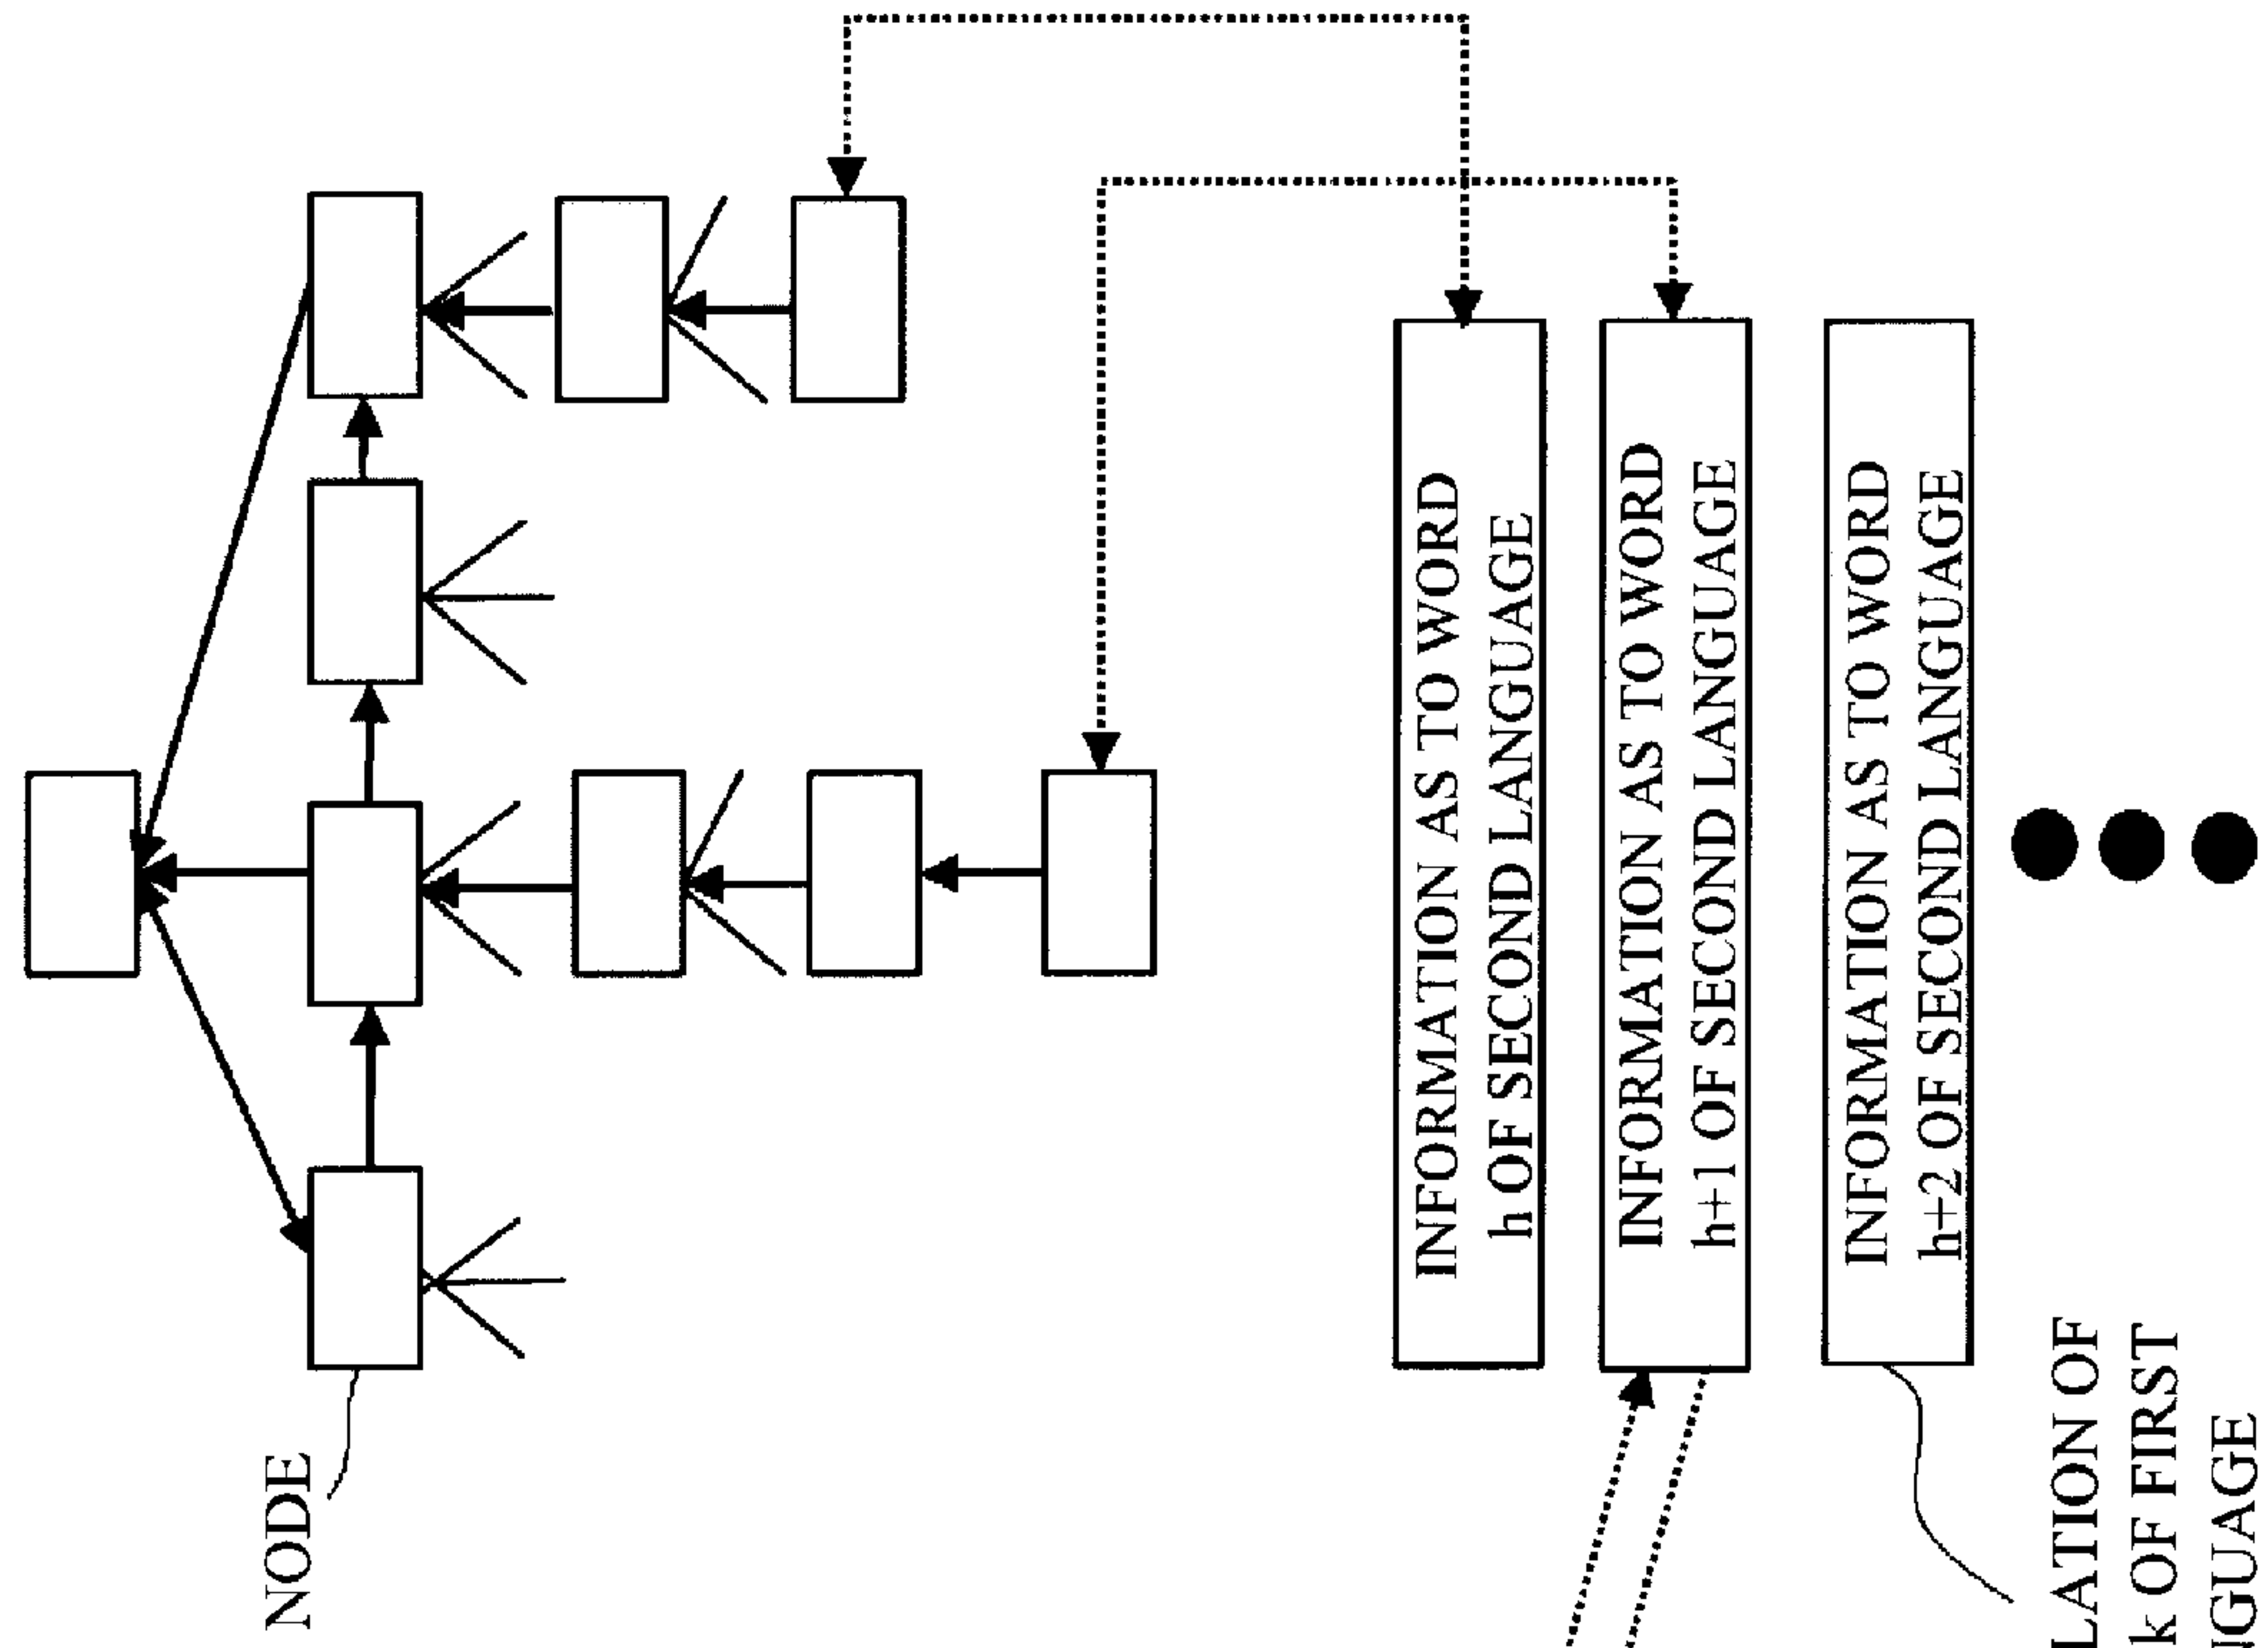 NODE
INFORMATION AS TO WORD
h OF SECOND LANGUAGE
INFORMATION AS TO WORD
h+1 OF SECOND LANGUAGE
INFORMATION AS TO WORD
h+2 OF SECOND LANGUAGE
LATION OF
k OF FIRST
IGUAGE